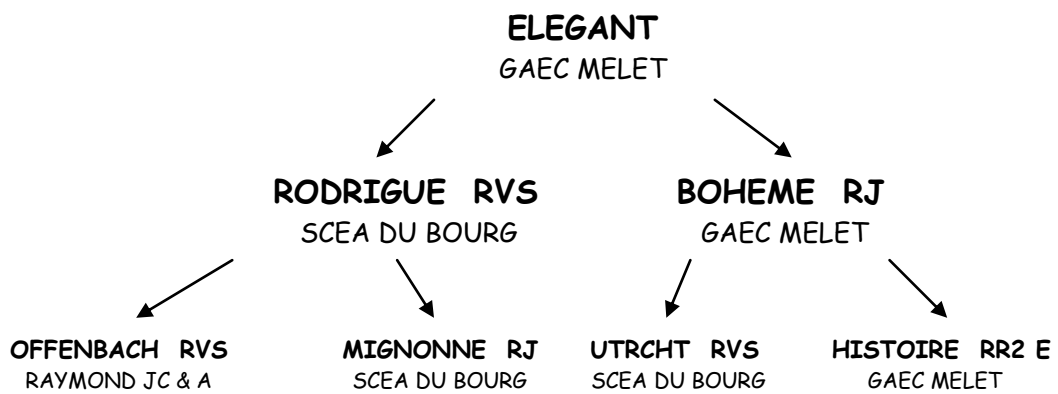 ELEGANT
GAEC MELET
RODRIGUE RVS
SCEA DU BOURG
BOHEME RJ
GAEC MELET
OFFENBACH RVS
RAYMOND JC & A
MIGNONNE RJ
SCEA DU BOURG
UTRCHT RVS
SCEA DU BOURG
HISTOIRE RR2 E
GAEC MELET